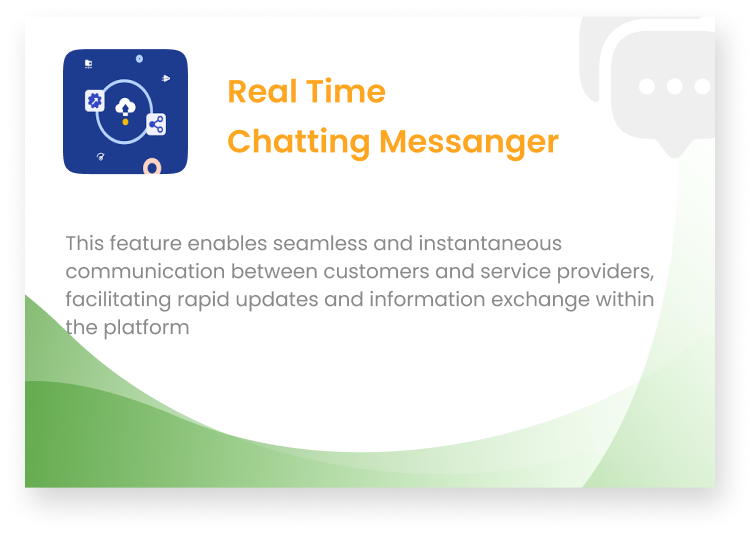 Real Time
Chatting Messanger
This feature enables seamless and instantaneous
communication between customers and service providers,
facilitating rapid updates and information exchange within
the platform